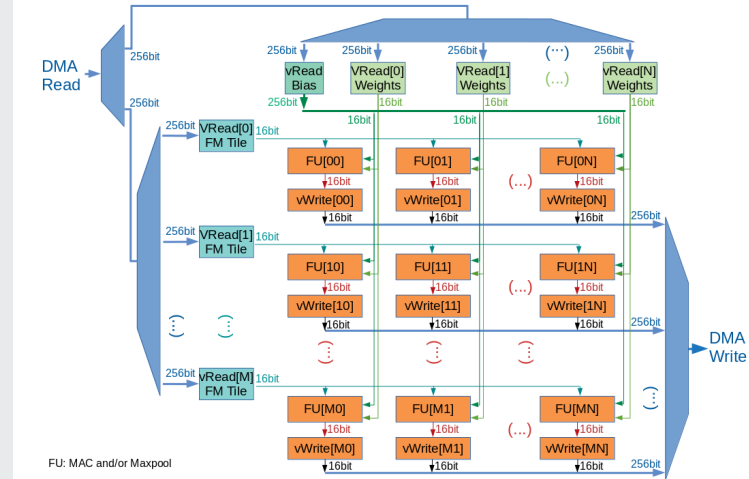 256bit
DMA
Read
256bit
256bit 256bit 256bit (...) 256bit
vRead
Bias
VRead[0]
Weights
VRead[1]
Weights
(...)
vRead[N]
Weights
256bit 16bit 16bit 16bit
16bit 16bit 16bit
256bit VRead[0]
FM Tile
16bit
FU[00] FU[01] FU[0N]
16bit 16bit (...) 16bit
vWrite[00] vWrite[01] vWrite[0N]
16bit 16bit 16bit 256bit
256bit VRead[1]
FM Tile
16bit
FU[10] FU[11] FU[1N]
16bit 16bit (...) 16bit
vWrite[10] vWrite[11] vWrite[1N]
16bit 16bit 16bit 256bit
(...) (...) (...) (...) (...)
DMA
Write
256bit vRead[M]
FM Tile
16bit
(...)
FU[M0] FU[M1] FU[MN]
16bit 16bit (...) 16bit
vWrite[M0] vWrite[M1] vWrite[MN]
16bit 16bit 16bit 256bit
FU: MAC and/or Maxpool